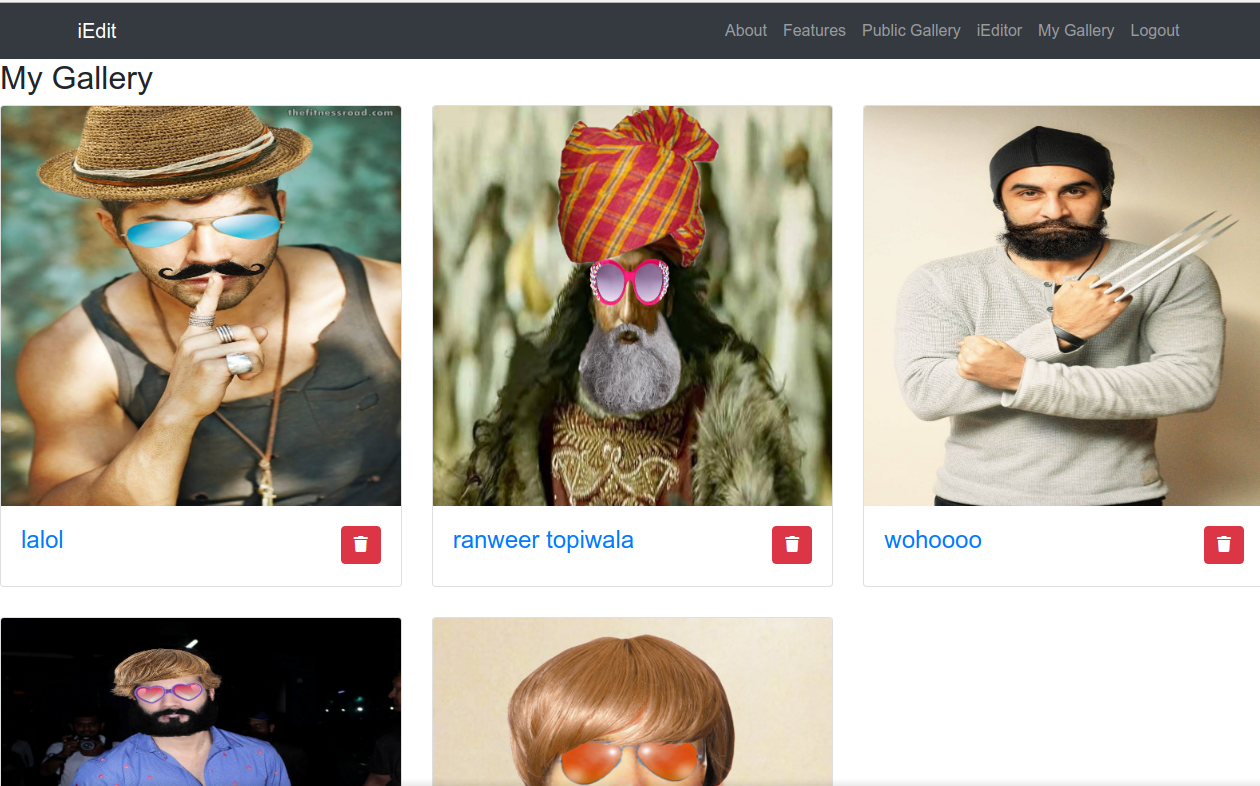 iEdit
About Features Public Gallery iEditor My Gallery Logout
My Gallery
thefitnessroad.com
lalol
ranweer topiwala
wohoooo